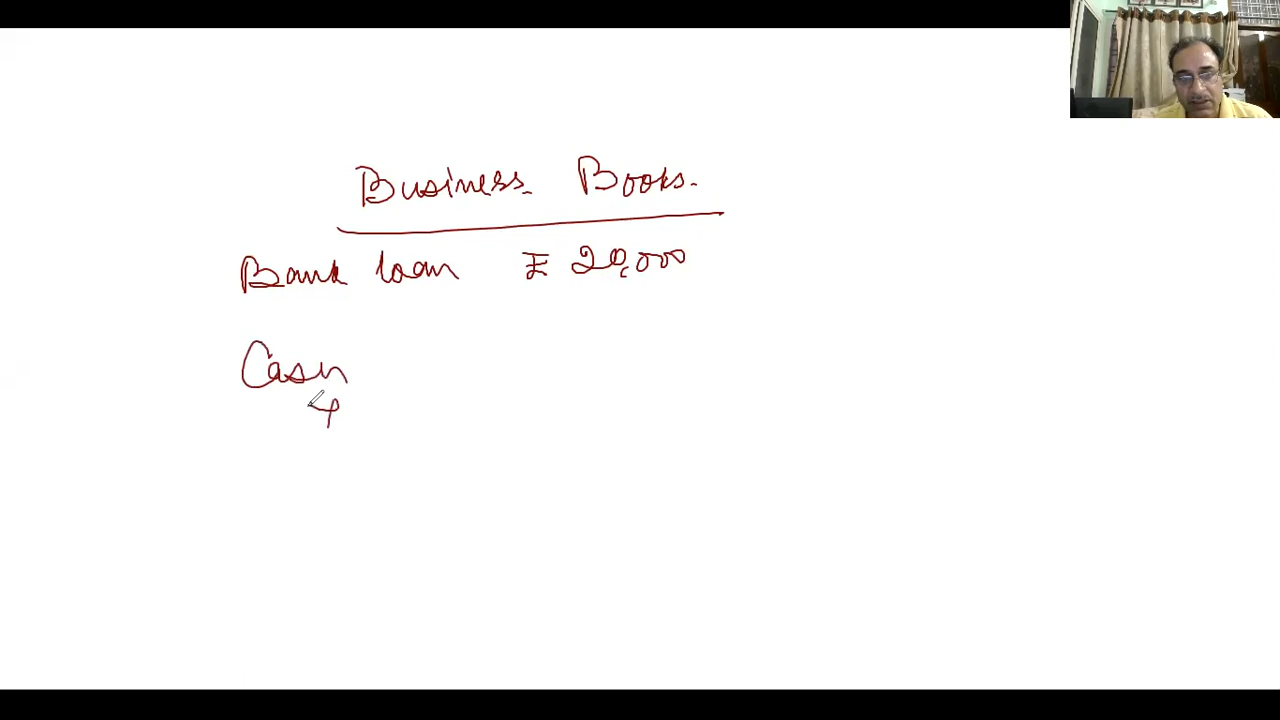 Business Books.
Bank loan ₹ 20,000
Cash